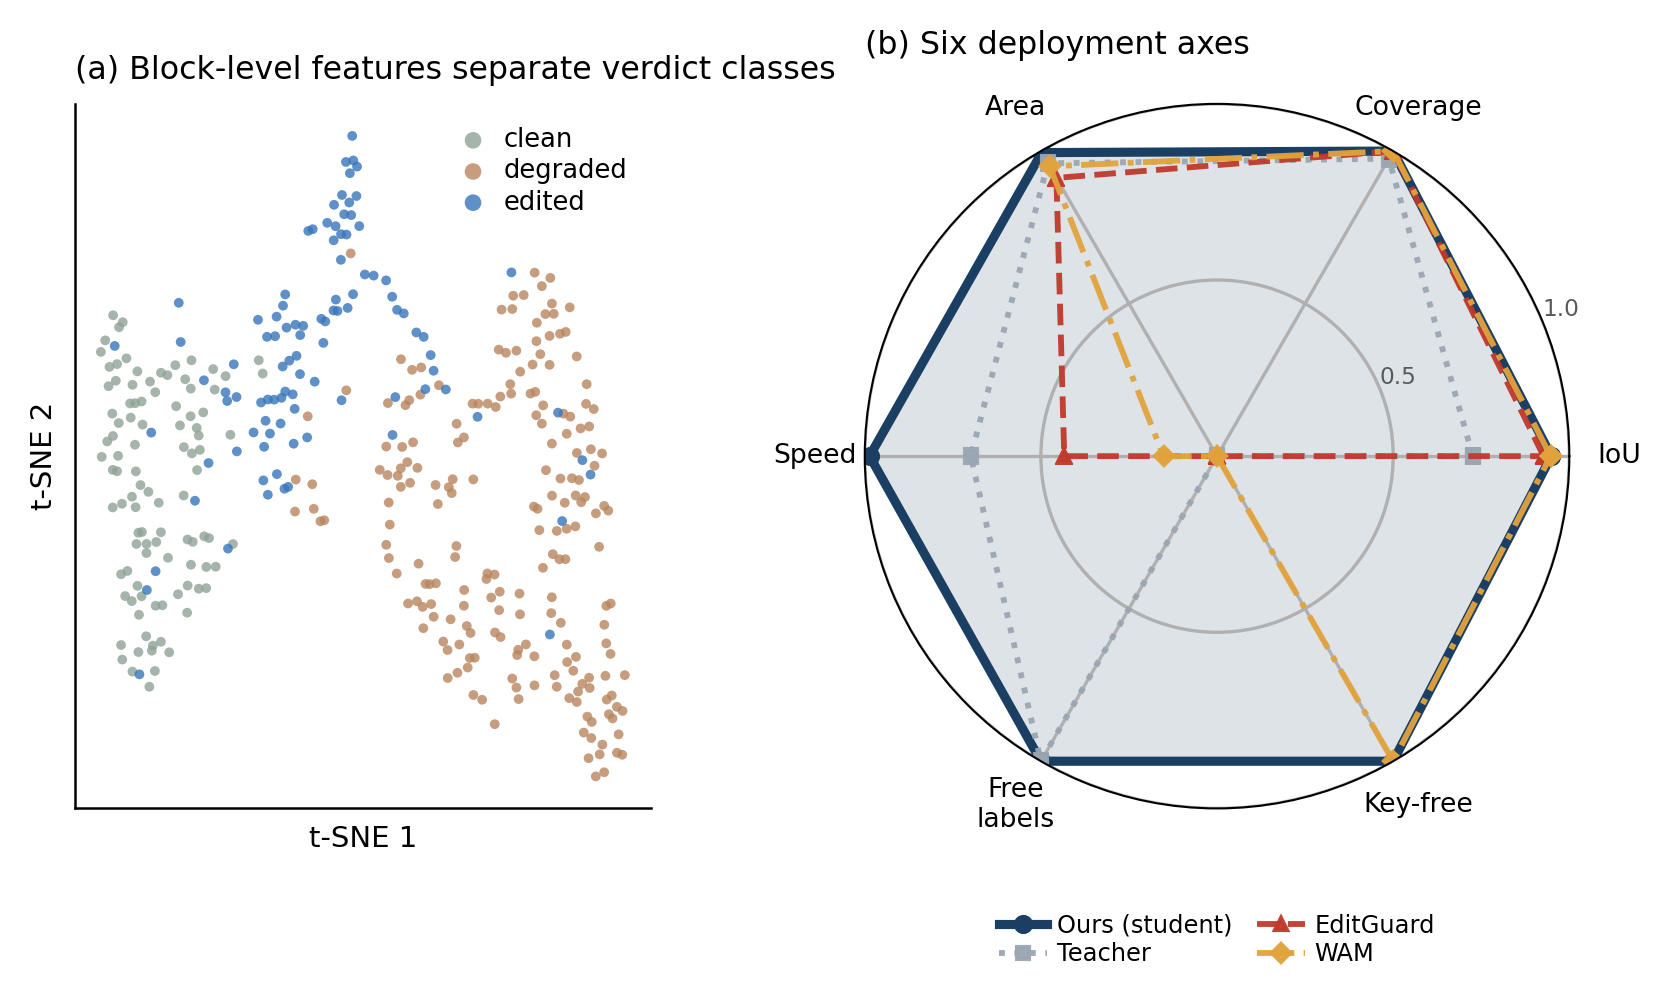 (a) Block-level features separate verdict classes
clean
degraded
edited
t-SNE 2
t-SNE 1
(b) Six deployment axes
Area
Coverage
1.0
0.5
Speed
IoU
Free
labels
Key-free
Ours (student)
Teacher
EditGuard
WAM